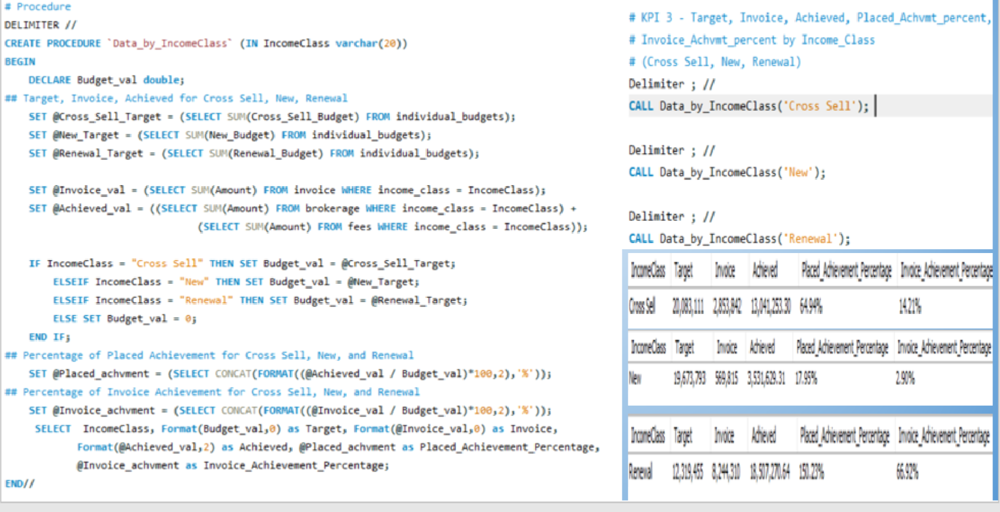 # Procedure
DELIMITER //
CREATE PROCEDURE `Data_by_IncomeClass` (IN IncomeClass varchar(20))
BEGIN
DECLARE Budget_val double;
## Target, Invoice, Achieved for Cross Sell, New, Renewal
SET @Cross_Sell_Target = (SELECT SUM(Cross_Sell_Budget) FROM individual_budgets);
SET @New_Target = (SELECT SUM(New_Budget) FROM individual_budgets);
SET @Renewal_Target = (SELECT SUM(Renewal_Budget) FROM individual_budgets);
SET @Invoice_val = (SELECT SUM(Amount) FROM invoice WHERE income_class = IncomeClass);
SET @Achieved_val = ((SELECT SUM(Amount) FROM brokerage WHERE income_class = IncomeClass) +
(SELECT SUM(Amount) FROM fees WHERE income_class = IncomeClass));
IF IncomeClass = "Cross Sell" THEN SET Budget_val = @Cross_Sell_Target;
ELSEIF IncomeClass = "New" THEN SET Budget_val = @New_Target;
ELSEIF IncomeClass = "Renewal" THEN SET Budget_val = @Renewal_Target;
ELSE SET Budget_val = 0;
END IF;
## Percentage of Placed Achievement for Cross Sell, New, and Renewal
SET @Placed_achvment = (SELECT CONCAT(FORMAT((@Achieved_val / Budget_val)*100,2),'%'));
## Percentage of Invoice Achievement for Cross Sell, New, and Renewal
SET @Invoice_achvment = (SELECT CONCAT(FORMAT((@Invoice_val / Budget_val)*100,2),'%'));
SELECT IncomeClass, Format(Budget_val,0) as Target, Format(@Invoice_val,0) as Invoice,
Format(@Achieved_val,2) as Achieved, @Placed_achvment as Placed_Achievement_Percentage,
@Invoice_achvment as Invoice_Achievement_Percentage;
END//
# KPI 3 - Target, Invoice, Achieved, Placed_Achvmt_percent,
# Invoice_Achvmt_percent by Income_Class
# (Cross Sell, New, Renewal)
Delimiter ; //
CALL Data_by_IncomeClass('Cross Sell');
Delimiter ; //
CALL Data_by_IncomeClass('New');
Delimiter ; //
CALL Data_by_IncomeClass('Renewal');
IncomeClass Target Invoice Achieved Placed_Achievement_Percentage Invoice_Achievement_Percentage
Cross Sell 20,083,111 2,853,842 13,041,253.30 64.94% 14.21%
IncomeClass Target Invoice Achieved Placed_Achievement_Percentage Invoice_Achievement_Percentage
New 19,673,793 569,815 3,531,629.31 17.95% 2.90%
IncomeClass Target Invoice Achieved Placed_Achievement_Percentage Invoice_Achievement_Percentage
Renewal 12,319,455 8,244,310 18,507,270.64 150.23% 66.92%